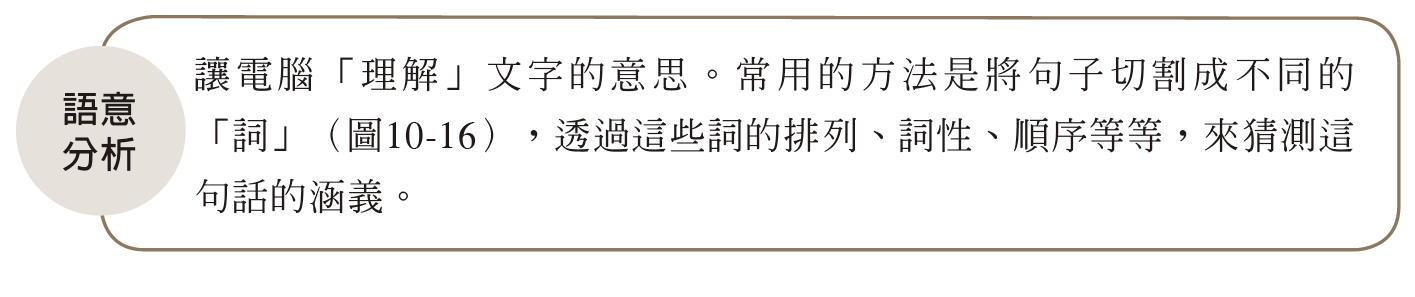 語意
分析
讓電腦「理解」文字的意思。常用的方法是將句子切割成不同的
「詞」（圖10-16），透過這些詞的排列、詞性、順序等等，來猜測這
句話的涵義。